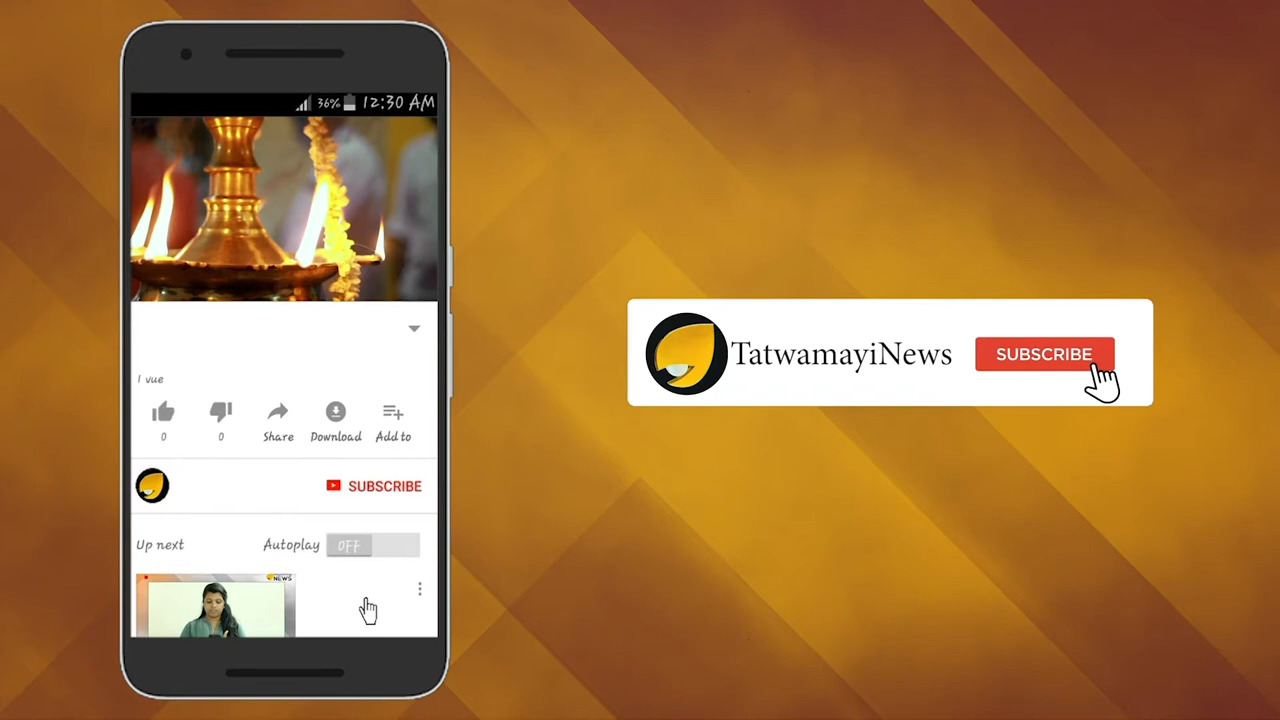 36% 12:30 AM
1 vue
0 0 Share Download Add to
SUBSCRIBE
Up next Autoplay OFF
NEWS
TatwamayiNews SUBSCRIBE